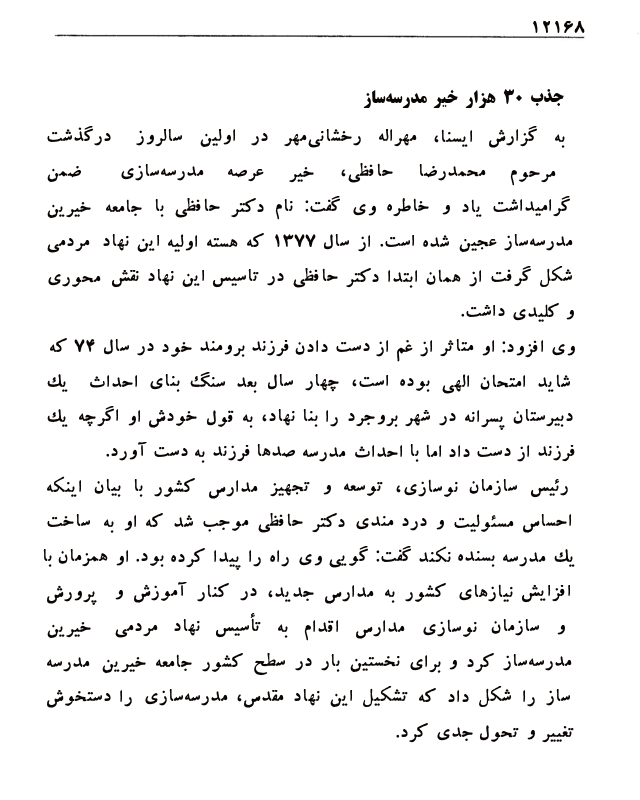 ۱۲۱۶۸
جذب ۳۰ هزار خیر مدرسه‌ساز
به گزارش ایسنا، مهراله رخشانی‌مهر در اولین سالروز درگذشت
مرحوم محمدرضا حافظی، خیر عرصه مدرسه‌سازی ضمن
گرامیداشت یاد و خاطره وی گفت: نام دکتر حافظی با جامعه خیرین
مدرسه‌ساز عجین شده است. از سال ۱۳۷۷ که هسته اولیه این نهاد مردمی
شکل گرفت از همان ابتدا دکتر حافظی در تاسیس این نهاد نقش محوری
و کلیدی داشت.
وی افزود: او متاثر از غم از دست دادن فرزند برومند خود در سال ۷۴ که
شاید امتحان الهی بوده است، چهار سال بعد سنگ بنای احداث یك
دبیرستان پسرانه در شهر بروجرد را بنا نهاد، به قول خودش او اگرچه یك
فرزند از دست داد اما با احداث مدرسه صدها فرزند به دست آورد.
رئیس سازمان نوسازی، توسعه و تجهیز مدارس کشور با بیان اینکه
احساس مسئولیت و درد مندی دکتر حافظی موجب شد که او به ساخت
یك مدرسه بسنده نکند گفت: گویی وی راه را پیدا کرده بود. او همزمان با
افزایش نیازهای کشور به مدارس جدید، در کنار آموزش و پرورش
و سازمان نوسازی مدارس اقدام به تأسیس نهاد مردمی خیرین
مدرسه‌ساز کرد و برای نخستین بار در سطح کشور جامعه خیرین مدرسه
ساز را شکل داد که تشکیل این نهاد مقدس، مدرسه‌سازی را دستخوش
تغییر و تحول جدی کرد.